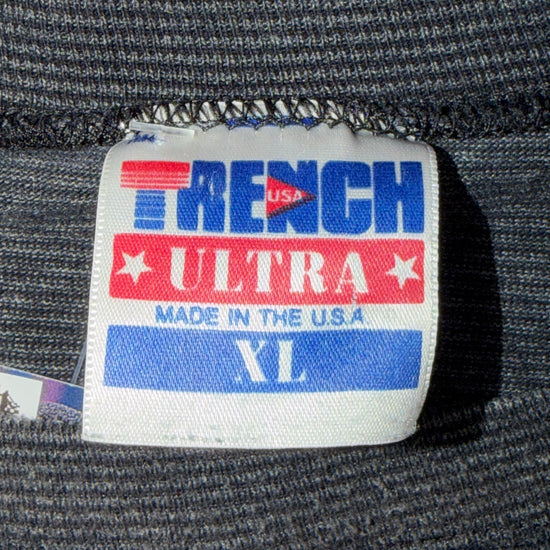 TRENCH
USA
ULTRA
MADE IN THE U.S.A
XL